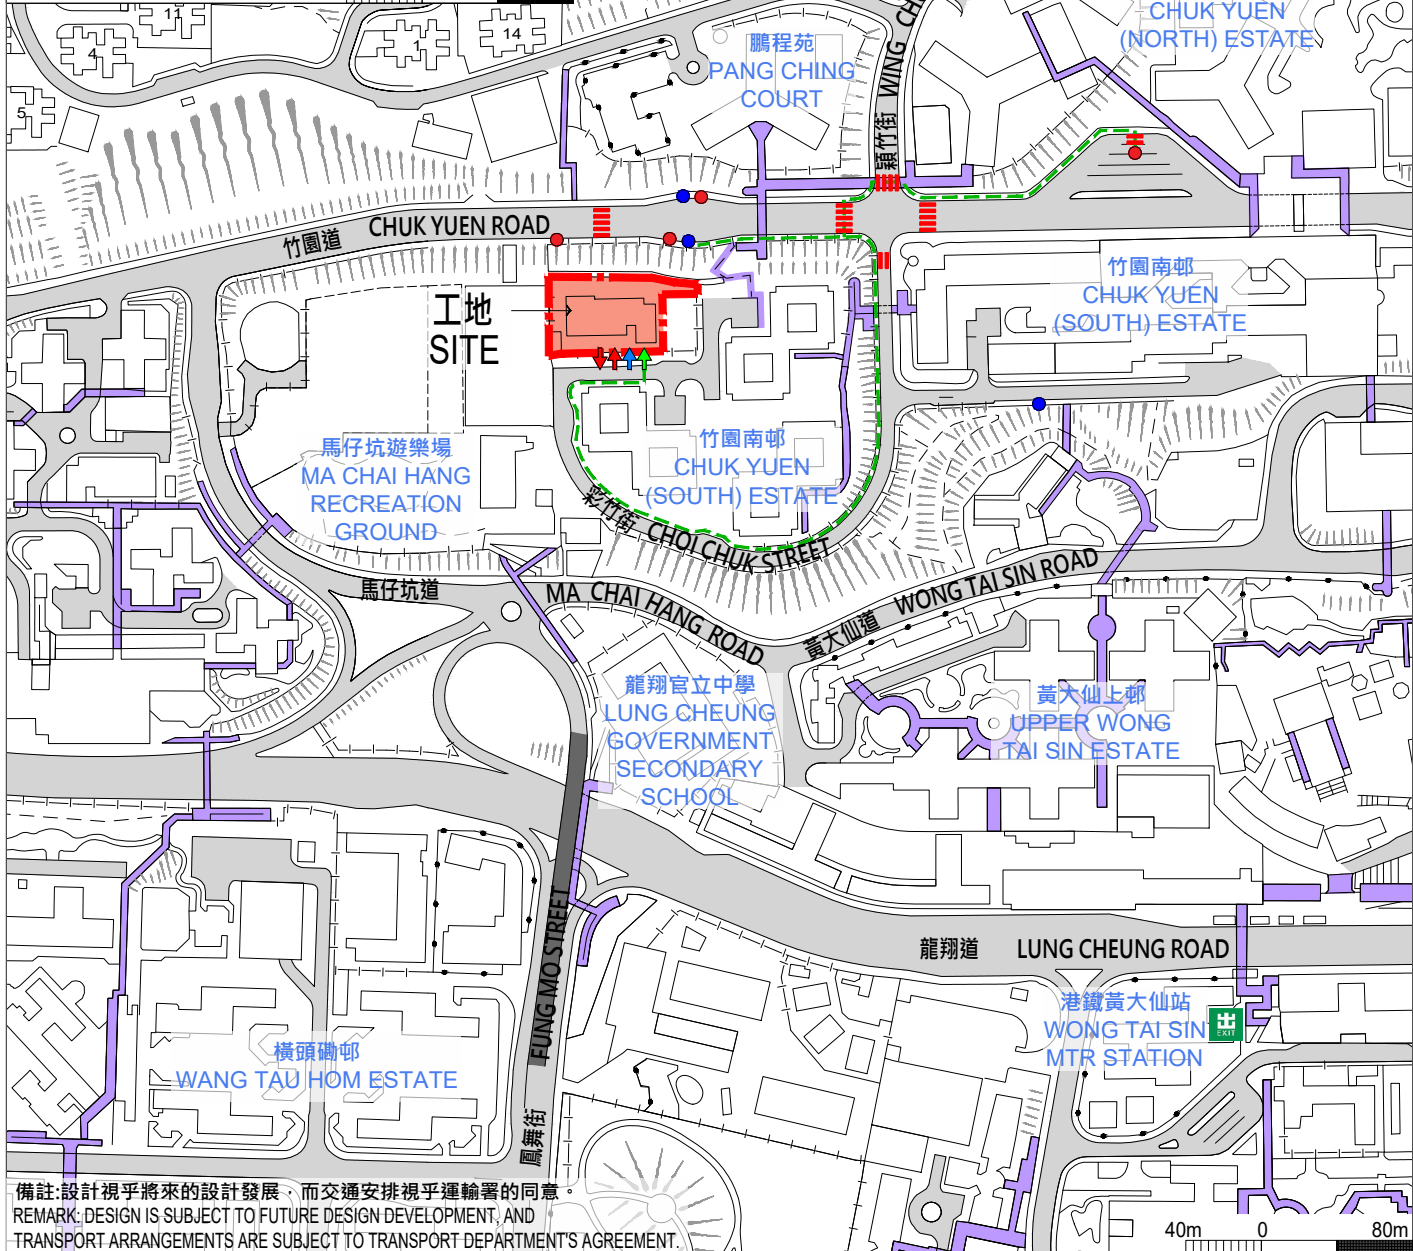 11
4
1
14
5
鵬程苑
PANG CHING
COURT
CHUK YUEN
(NORTH) ESTATE
穎竹街 WING CH
竹園道 CHUK YUEN ROAD
工地
SITE
竹園南邨
CHUK YUEN
(SOUTH) ESTATE
馬仔坑遊樂場
MA CHAI HANG
RECREATION
GROUND
竹園南邨
CHUK YUEN
(SOUTH) ESTATE
彩竹街 CHOI CHUK STREET
馬仔坑道 MA CHAI HANG ROAD
黃大仙道 WONG TAI SIN ROAD
龍翔官立中學
LUNG CHEUNG
GOVERNMENT
SECONDARY
SCHOOL
黃大仙上邨
UPPER WONG
TAI SIN ESTATE
龍翔道 LUNG CHEUNG ROAD
FUNG MO STREET
鳳舞街
港鐵黃大仙站
WONG TAI SIN
MTR STATION
出
EXIT
橫頭磡邨
WANG TAU HOM ESTATE
備註:設計視乎將來的設計發展，而交通安排視乎運輸署的同意。
REMARK: DESIGN IS SUBJECT TO FUTURE DESIGN DEVELOPMENT, AND
TRANSPORT ARRANGEMENTS ARE SUBJECT TO TRANSPORT DEPARTMENT'S AGREEMENT.
40m 0 80m